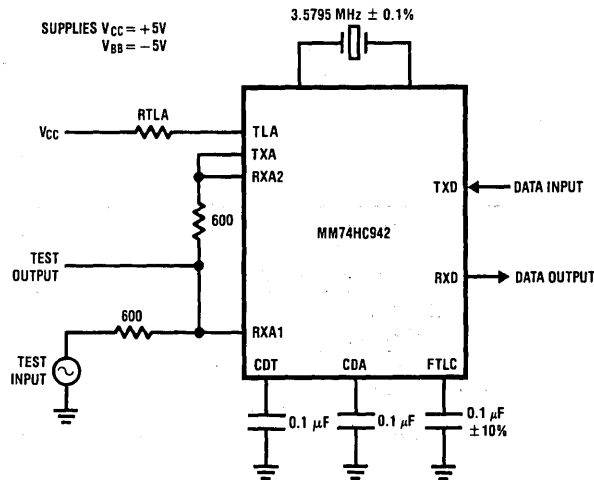 3.5795 MHz ± 0.1%
SUPPLIES VCC = +5V
VBB = −5V
RTLA
VCC
TLA
TXA
RXA2
TXD
DATA INPUT
600
MM74HC942
TEST
OUTPUT
RXD
DATA OUTPUT
600
RXA1
TEST
INPUT
CDT
CDA
FTLC
0.1 μF
0.1 μF
0.1 μF
±10%